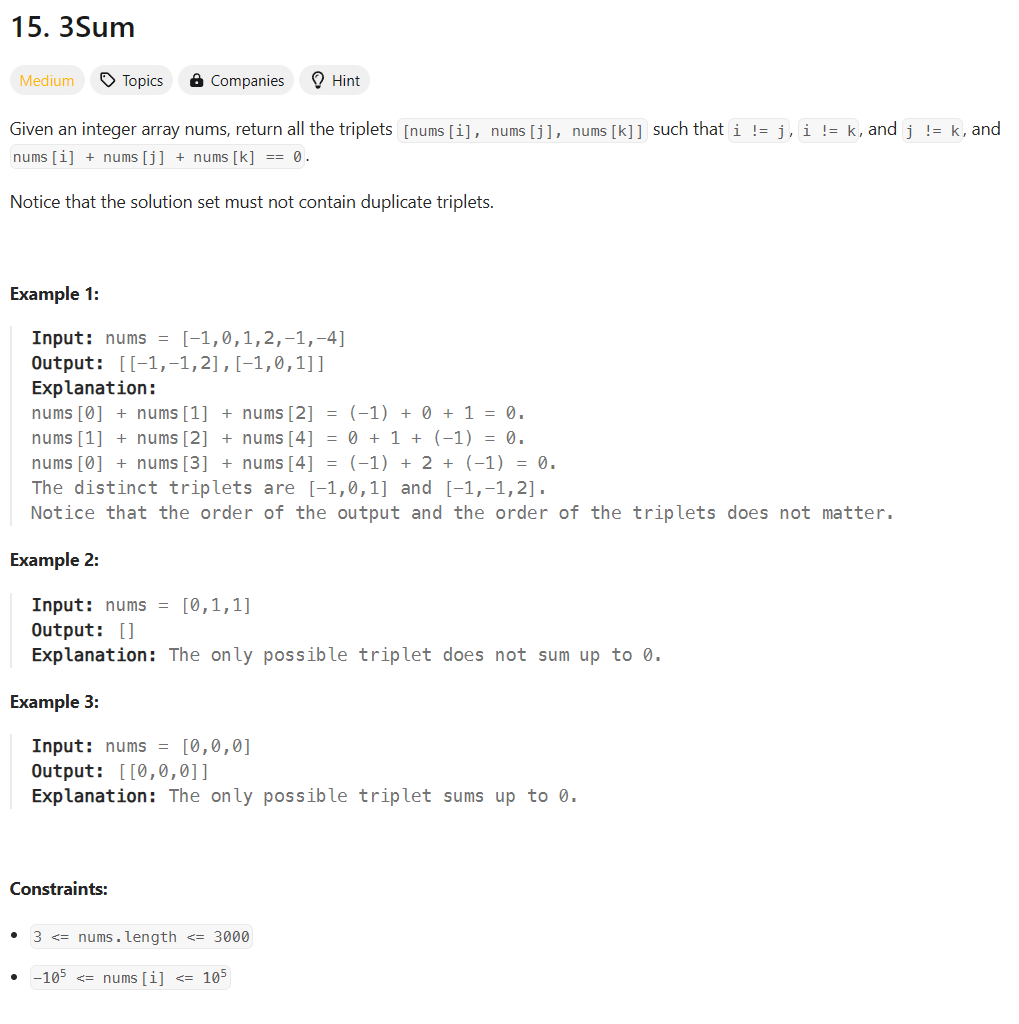 15. 3Sum
Medium Topics Companies Hint
Given an integer array nums, return all the triplets [nums[i], nums[j], nums[k]] such that i != j, i != k, and j != k, and
nums[i] + nums[j] + nums[k] == 0.
Notice that the solution set must not contain duplicate triplets.
Example 1:
Input: nums = [-1,0,1,2,-1,-4]
Output: [[-1,-1,2],[-1,0,1]]
Explanation:
nums[0] + nums[1] + nums[2] = (-1) + 0 + 1 = 0.
nums[1] + nums[2] + nums[4] = 0 + 1 + (-1) = 0.
nums[0] + nums[3] + nums[4] = (-1) + 2 + (-1) = 0.
The distinct triplets are [-1,0,1] and [-1,-1,2].
Notice that the order of the output and the order of the triplets does not matter.
Example 2:
Input: nums = [0,1,1]
Output: []
Explanation: The only possible triplet does not sum up to 0.
Example 3:
Input: nums = [0,0,0]
Output: [[0,0,0]]
Explanation: The only possible triplet sums up to 0.
Constraints:
• 3 <= nums.length <= 3000
• -10⁵ <= nums[i] <= 10⁵